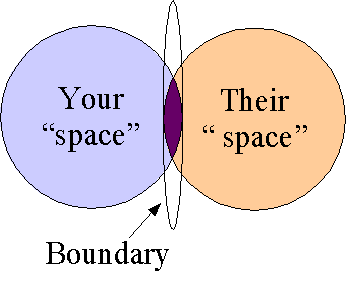 Your
“space”
Their
“ space”
Boundary